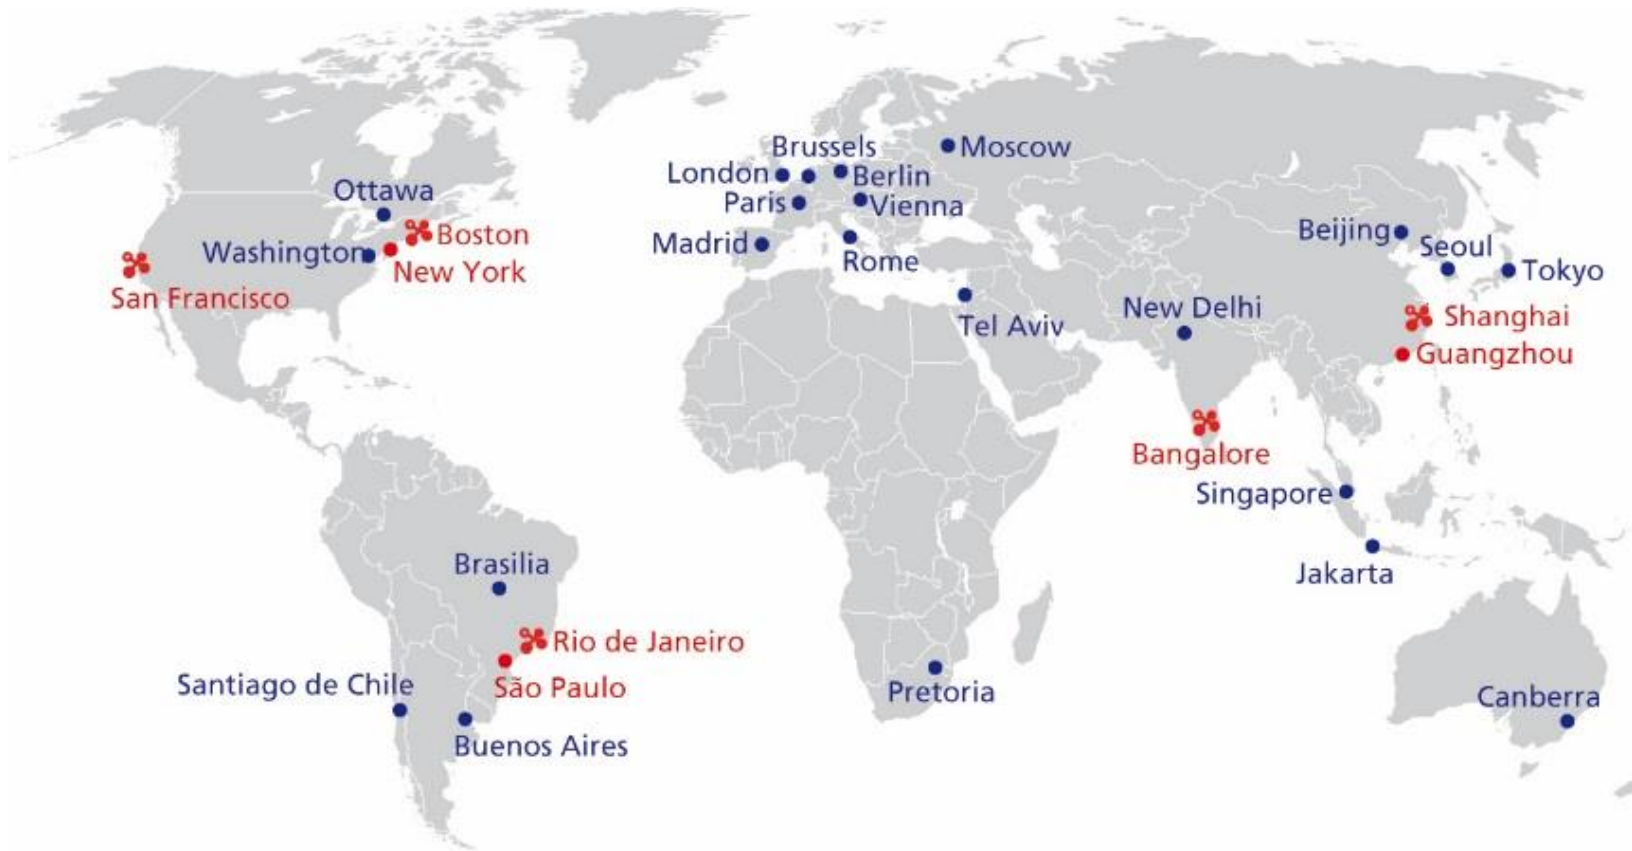 Brussels
Moscow
London
Berlin
Ottawa
Paris
Vienna
Boston
Beijing
Washington
Madrid
Seoul
New York
Rome
Tokyo
San Francisco
New Delhi
Shanghai
Tel Aviv
Guangzhou
Bangalore
Singapore
Brasilia
Jakarta
Rio de Janeiro
Santiago de Chile
São Paulo
Pretoria
Canberra
Buenos Aires